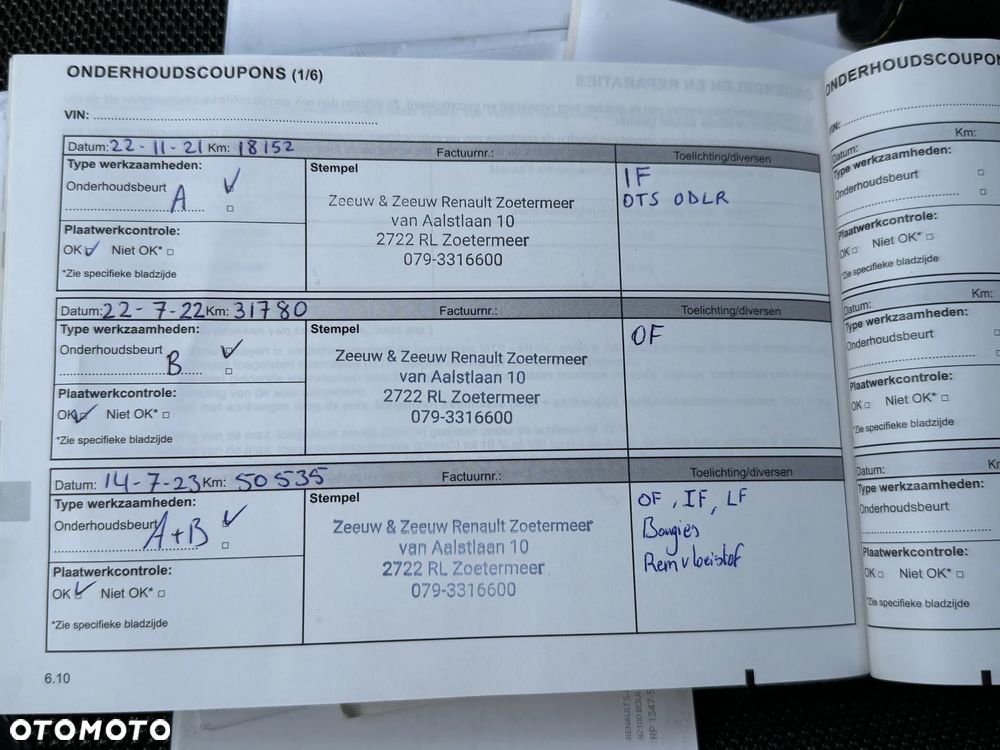 ONDERHOUDSCOUPONS (1/6)
VIN:
Datum: 22-11-21 Km: 18152 Factuurnr.: Toelichting/diversen
Type werkzaamheden:
Onderhoudsbeurt
A
Plaatwerkcontrole:
OK Niet OK*
*Zie specifieke bladzijde
Stempel
Zeeuw & Zeeuw Renault Zoetermeer
van Aalstlaan 10
2722 RL Zoetermeer
079-3316600
IF
OTS ODLR
Datum: 22-7-22 Km: 31780 Factuurnr.: Toelichting/diversen
Type werkzaamheden:
Onderhoudsbeurt
B
Plaatwerkcontrole:
OK Niet OK*
*Zie specifieke bladzijde
Stempel
Zeeuw & Zeeuw Renault Zoetermeer
van Aalstlaan 10
2722 RL Zoetermeer
079-3316600
OF
Datum: 14-7-23 Km: 50535 Factuurnr.: Toelichting/diversen
Type werkzaamheden:
Onderhoudsbeurt
A+B
Plaatwerkcontrole:
OK Niet OK*
*Zie specifieke bladzijde
Stempel
Zeeuw & Zeeuw Renault Zoetermeer
van Aalstlaan 10
2722 RL Zoetermeer
079-3316600
OF, IF, LF
Bougies
6.10
ONDERHOUDSCOUPON
VIN:
Datum: Km:
Type werkzaamheden:
Onderhoudsbeurt
Plaatwerkcontrole:
OK Niet OK*
*Zie specifieke bladzijde
Datum: Km:
Type werkzaamheden:
Onderhoudsbeurt
Plaatwerkcontrole:
OK Niet OK*
*Zie specifieke bladzijde
Datum:
Type werkzaamheden:
Onderhoudsbeurt
Plaatwerkcontrole:
OK Niet OK*
*Zie specifieke bladzijde
OTOMOTO